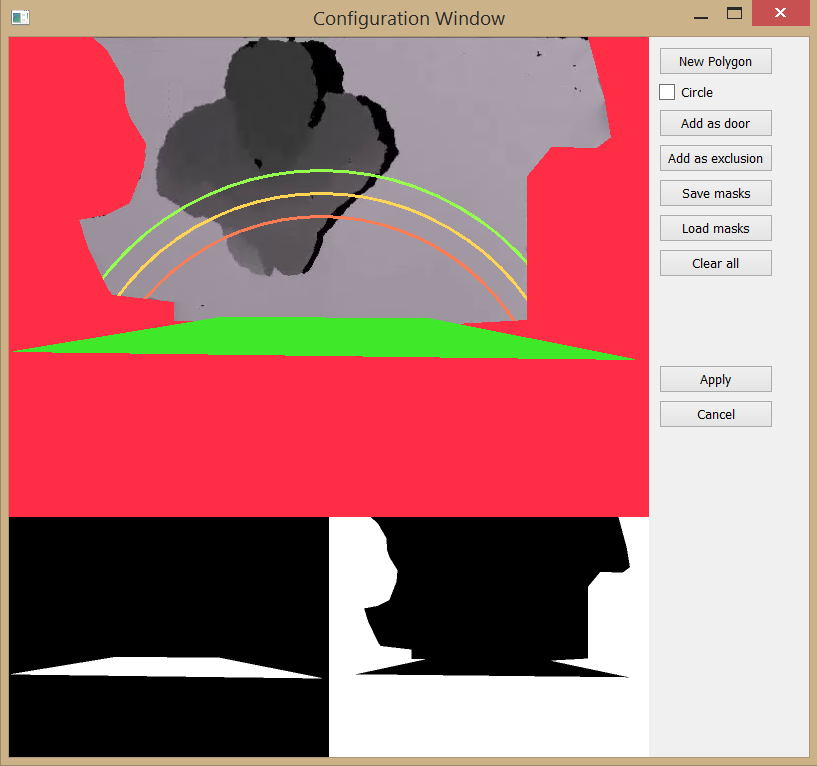 Configuration Window
New Polygon
Circle
Add as door
Add as exclusion
Save masks
Load masks
Clear all
Apply
Cancel